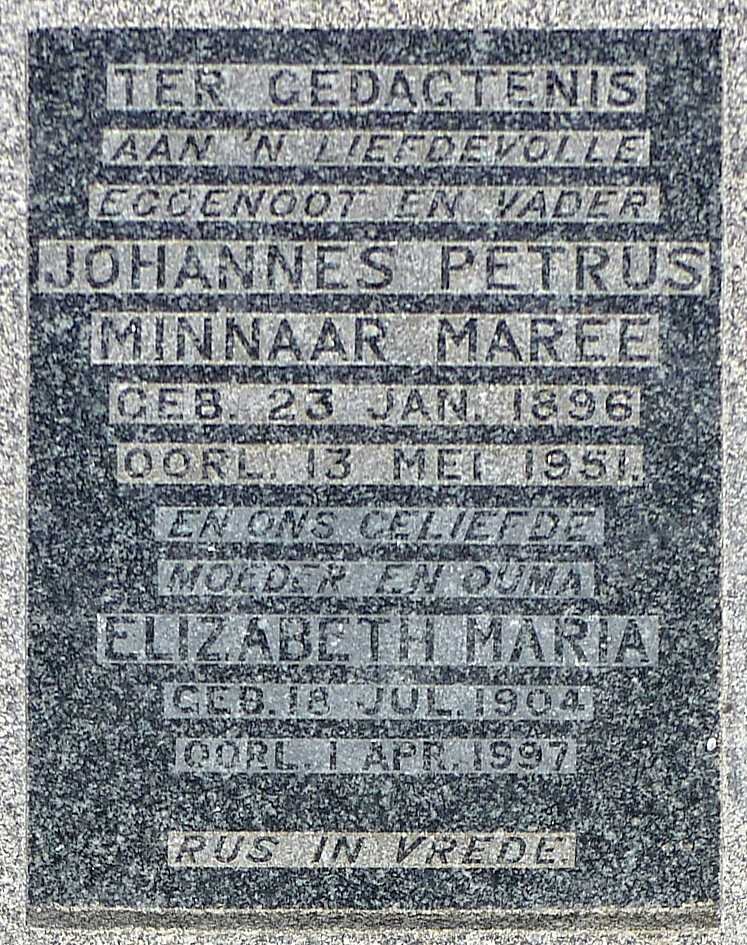 TER GEDAGTENIS
AAN 'N LIEFDEVOLLE
EGGENOOT EN VADER
JOHANNES PETRUS
MINNAAR MAREE
GEB. 23 JAN. 1896
OORL. 13 MEI 1951.
EN ONS GELIEFDE
MOEDER EN OUMA
ELIZABETH MARIA
GEB. 18 JUL. 1904
OORL. 1 APR. 1997
RUS IN VREDE.